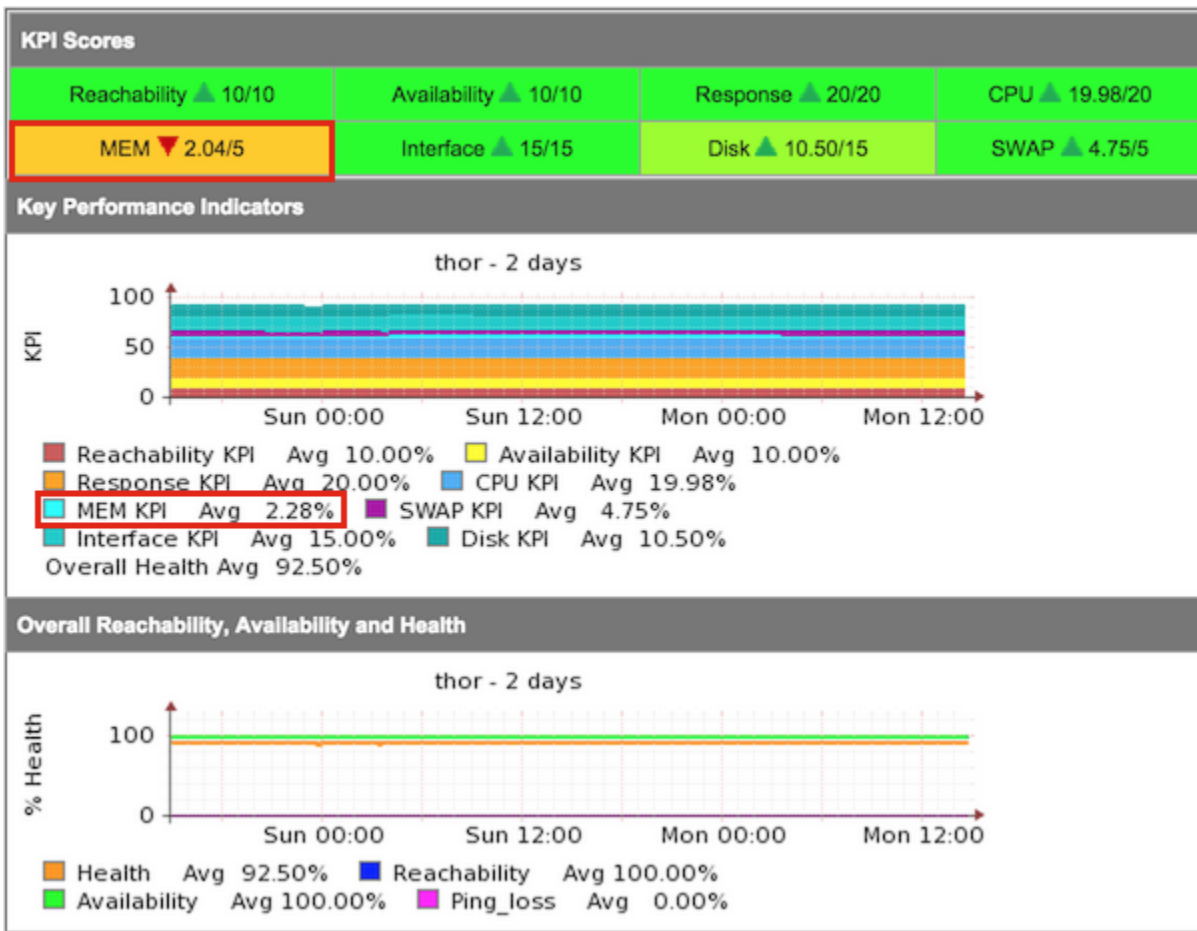 KPI Scores
Reachability ▲ 10/10 Availability ▲ 10/10 Response ▲ 20/20 CPU ▲ 19.98/20
MEM ▼ 2.04/5 Interface ▲ 15/15 Disk ▲ 10.50/15 SWAP ▲ 4.75/5
Key Performance Indicators
thor - 2 days
100
KPI
50
0
Sun 00:00 Sun 12:00 Mon 00:00 Mon 12:00
Reachability KPI Avg 10.00% Availability KPI Avg 10.00%
Response KPI Avg 20.00% CPU KPI Avg 19.98%
MEM KPI Avg 2.28% SWAP KPI Avg 4.75%
Interface KPI Avg 15.00% Disk KPI Avg 10.50%
Overall Health Avg 92.50%
Overall Reachability, Availability and Health
thor - 2 days
% Health
100
0
Sun 00:00 Sun 12:00 Mon 00:00 Mon 12:00
Health Avg 92.50% Reachability Avg 100.00%
Availability Avg 100.00% Ping_loss Avg 0.00%